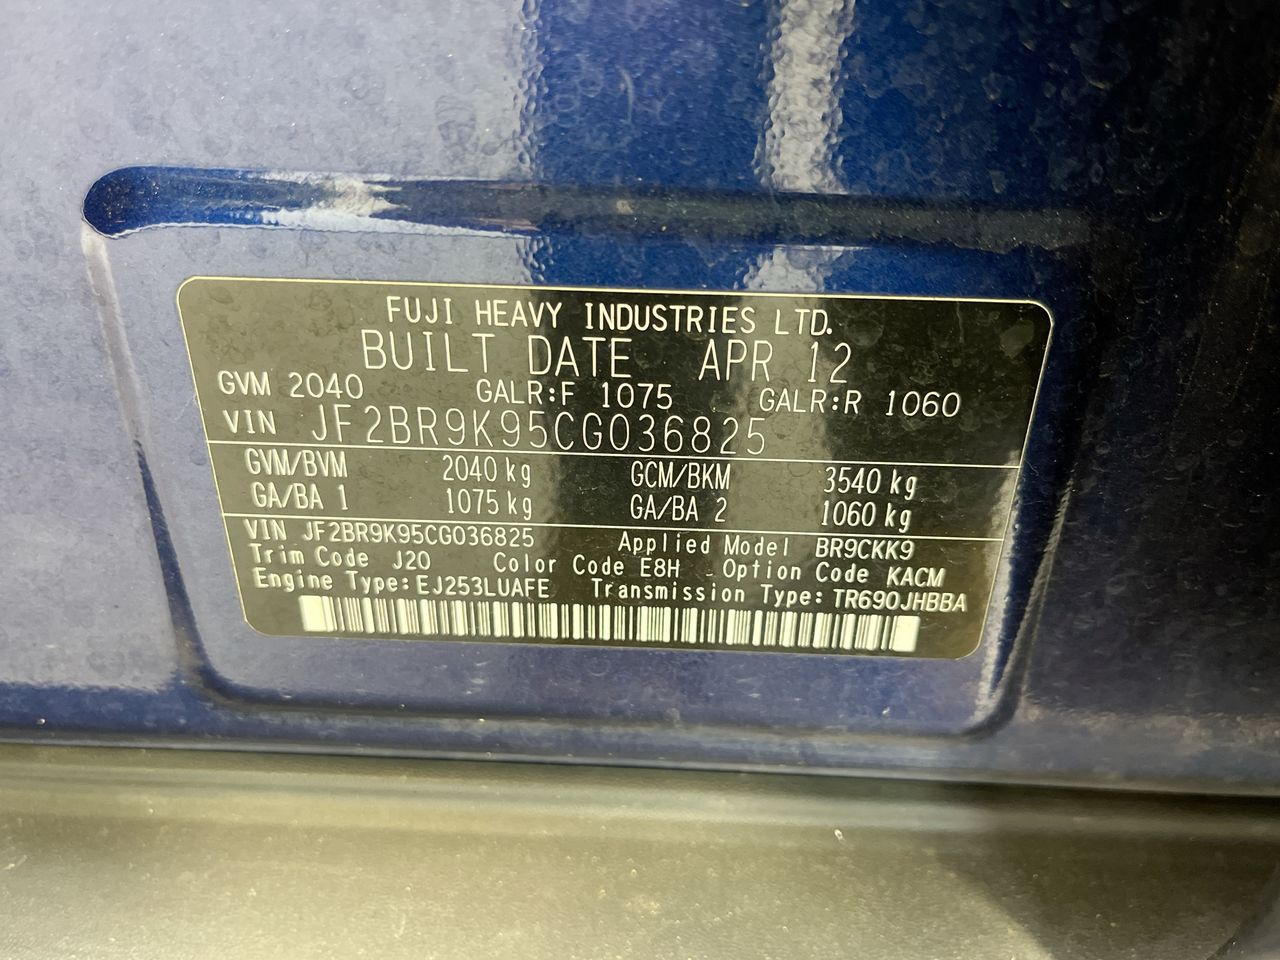 FUJI HEAVY INDUSTRIES LTD.
BUILT DATE APR 12
GVM 2040 GALR:F 1075 GALR:R 1060
VIN JF2BR9K95CG036825
GVM/BVM 2040 kg GCM/BKM 3540 kg
GA/BA 1 1075 kg GA/BA 2 1060 kg
VIN JF2BR9K95CG036825 Applied Model BR9CKK9
Trim Code J20 Color Code E8H Option Code KACM
Engine Type:EJ253LUAFE Transmission Type:TR690JHBBA